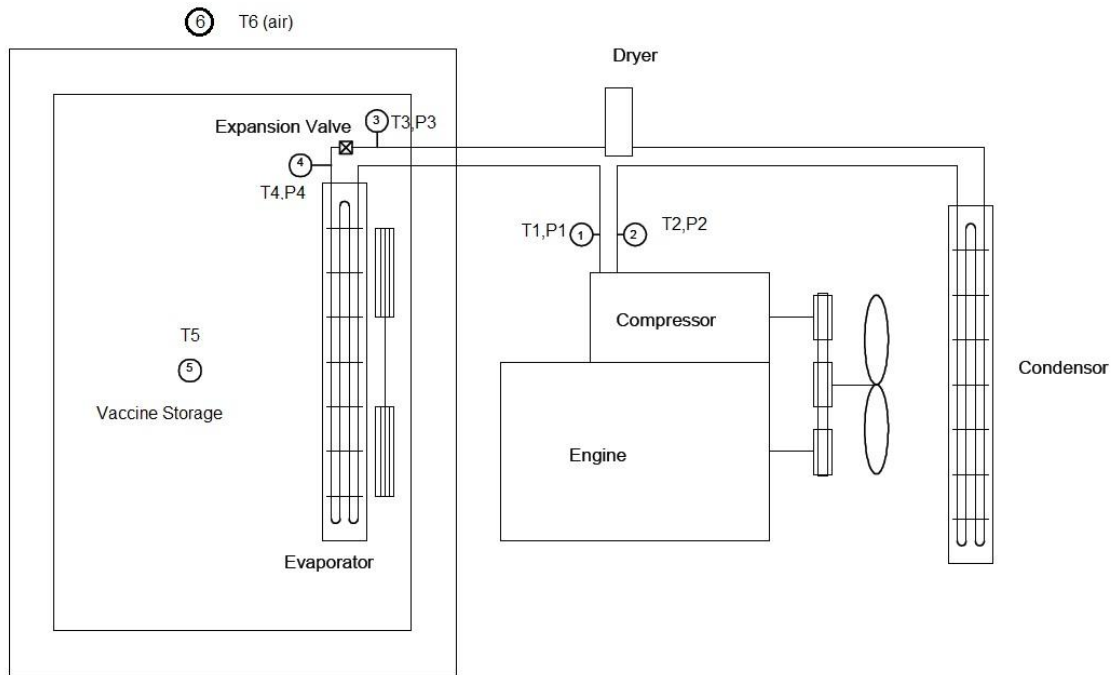 6 T6 (air)
Dryer
Expansion Valve
3 T3,P3
4
T4,P4
T1,P1 1
2 T2,P2
Compressor
T5
5
Vaccine Storage
Condensor
Engine
Evaporator